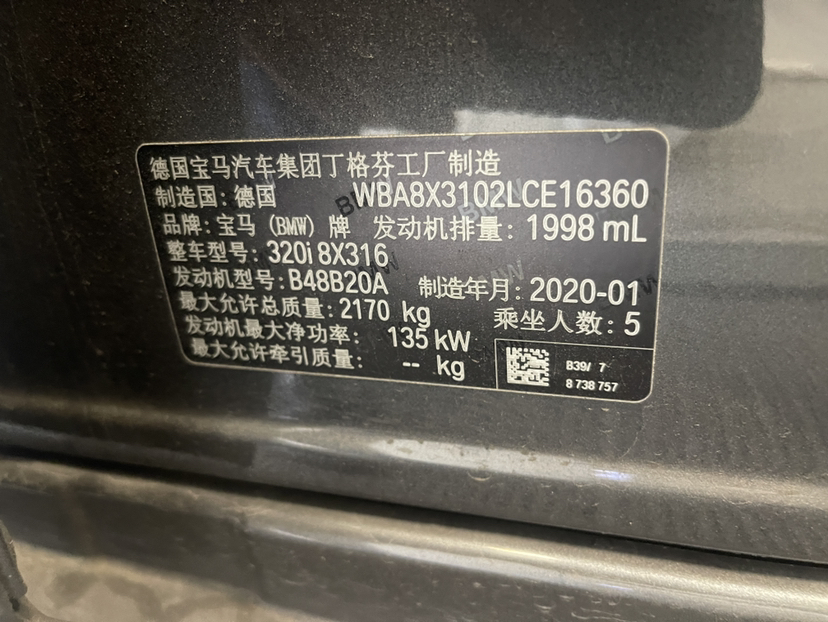 德国宝马汽车集团丁格芬工厂制造
制造国：德国 WBA8X3102LCE16360
品牌：宝马（BMW）牌 发动机排量：1998 mL
整车型号：320i 8X316
发动机型号：B48B20A 制造年月：2020-01
最大允许总质量：2170 kg 乘坐人数：5
发动机最大净功率：135 kW
最大允许牵引质量：-- kg
B39/ 7
8 738 757